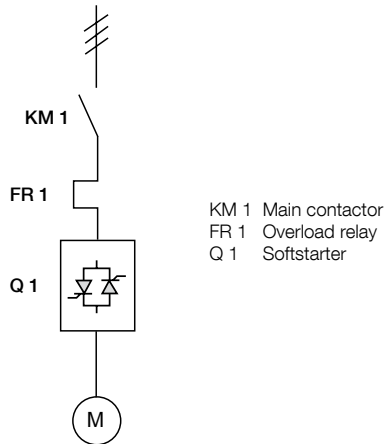 KM 1
FR 1
KM 1 Main contactor
FR 1 Overload relay
Q 1 Softstarter
Q 1
M